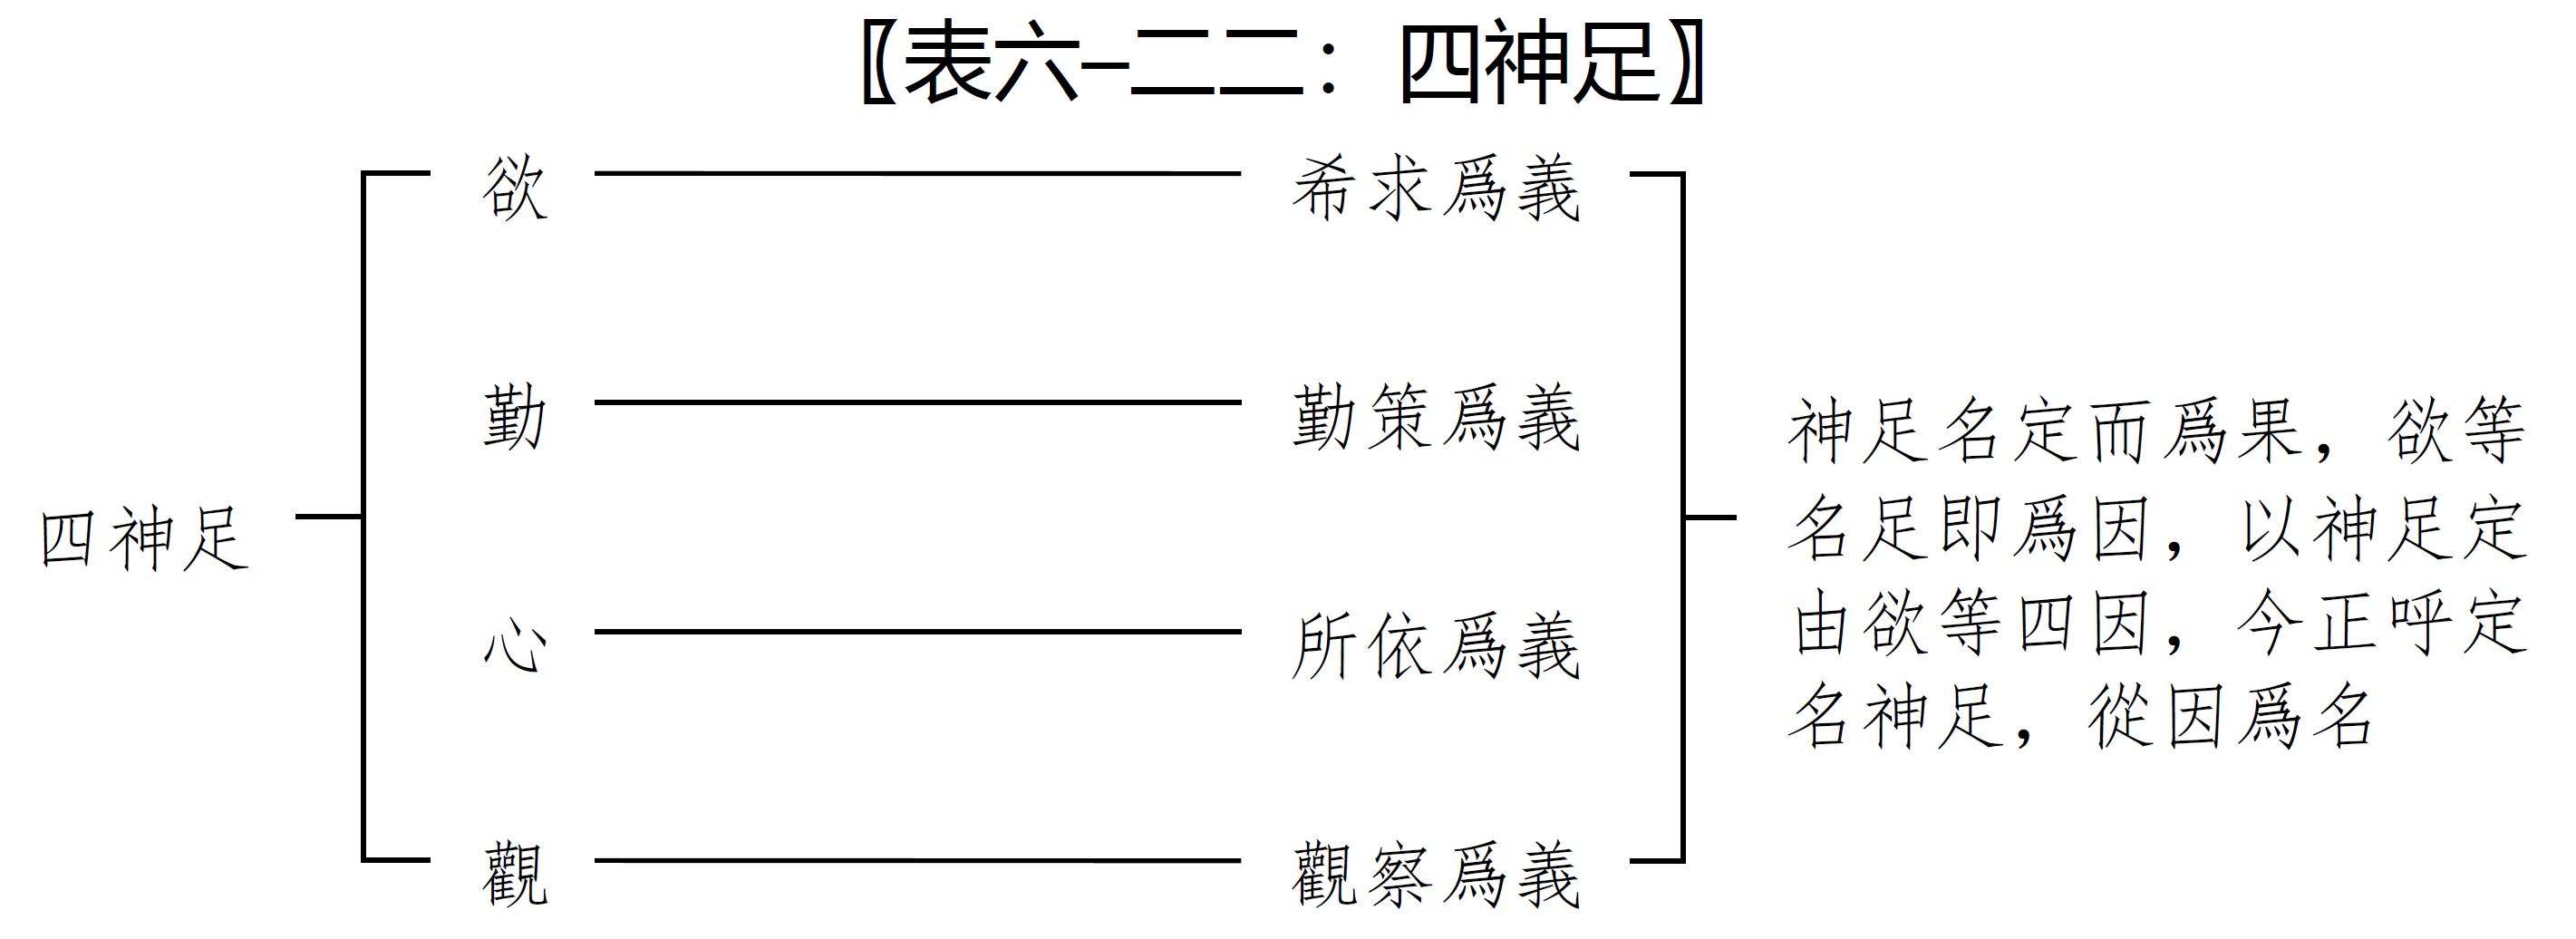 〖表六-二二：四神足〗
四神足
欲 希求爲義
勤 勤策爲義
心 所依爲義
觀 觀察爲義
神足名定而爲果，欲等
名足即爲因，以神足定
由欲等四因，今正呼定
名神足，從因爲名